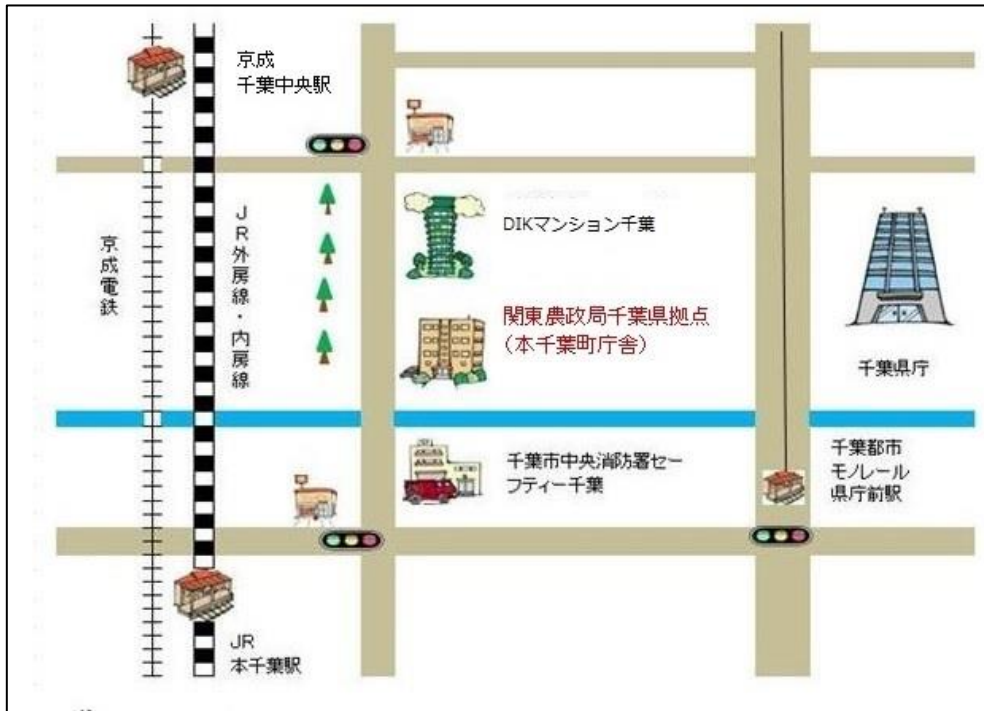 京成
千葉中央駅
JR外房線・内房線
京成電鉄
DIKマンション千葉
関東農政局千葉県拠点
(本千葉町庁舎)
千葉県庁
千葉市中央消防署セー
フティー千葉
千葉都市
モノレール
県庁前駅
JR
本千葉駅